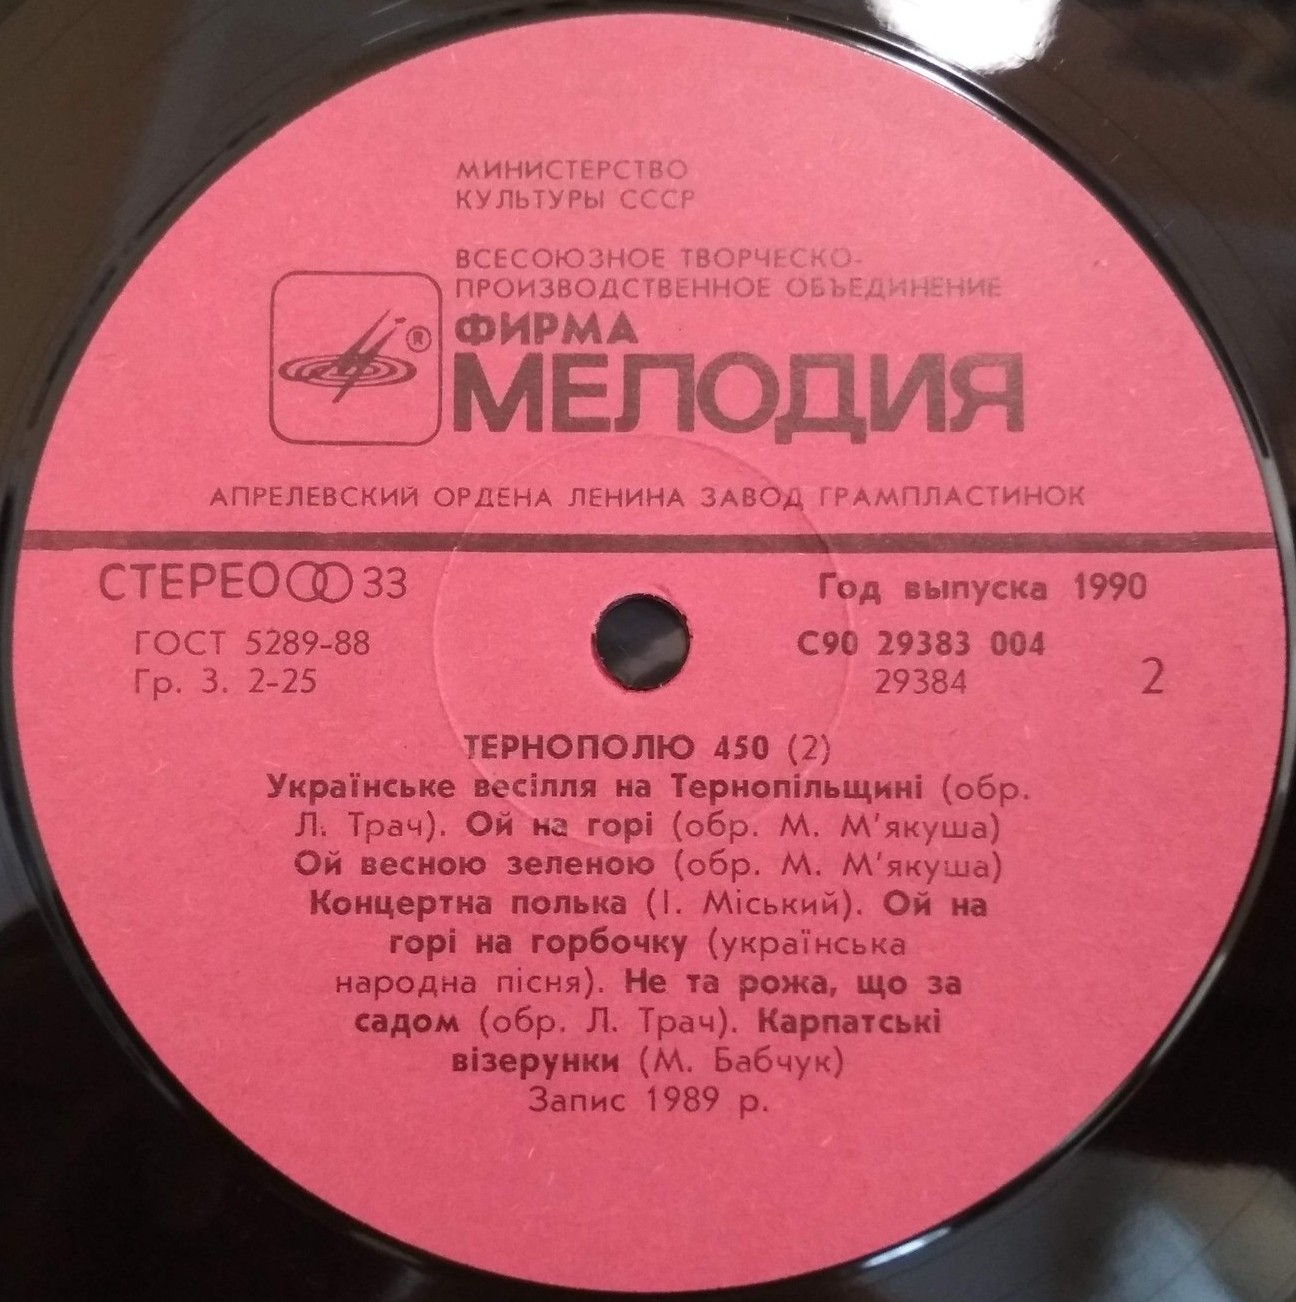 МИНИСТЕРСТВО
КУЛЬТУРЫ СССР
ВСЕСОЮЗНОЕ ТВОРЧЕСКО-
ПРОИЗВОДСТВЕННОЕ ОБЪЕДИНЕНИЕ
®
ФИРМА
МЕЛОДИЯ
АПРЕЛЕВСКИЙ ОРДЕНА ЛЕНИНА ЗАВОД ГРАМПЛАСТИНОК
СТЕРЕО 33
Год выпуска 1990
ГОСТ 5289-88
С90 29383 004
Гр. 3. 2-25
29384
2
ТЕРНОПОЛЮ 450 (2)
Українське весілля на Тернопільщині (обр.
Л. Трач). Ой на горі (обр. М. М'якуша)
Ой весною зеленою (обр. М. М'якуша)
Концертна полька (І. Міський). Ой на
горі на горбочку (українська
народна пісня). Не та рожа, що за
садом (обр. Л. Трач). Карпатські
візерунки (М. Бабчук)
Запис 1989 р.